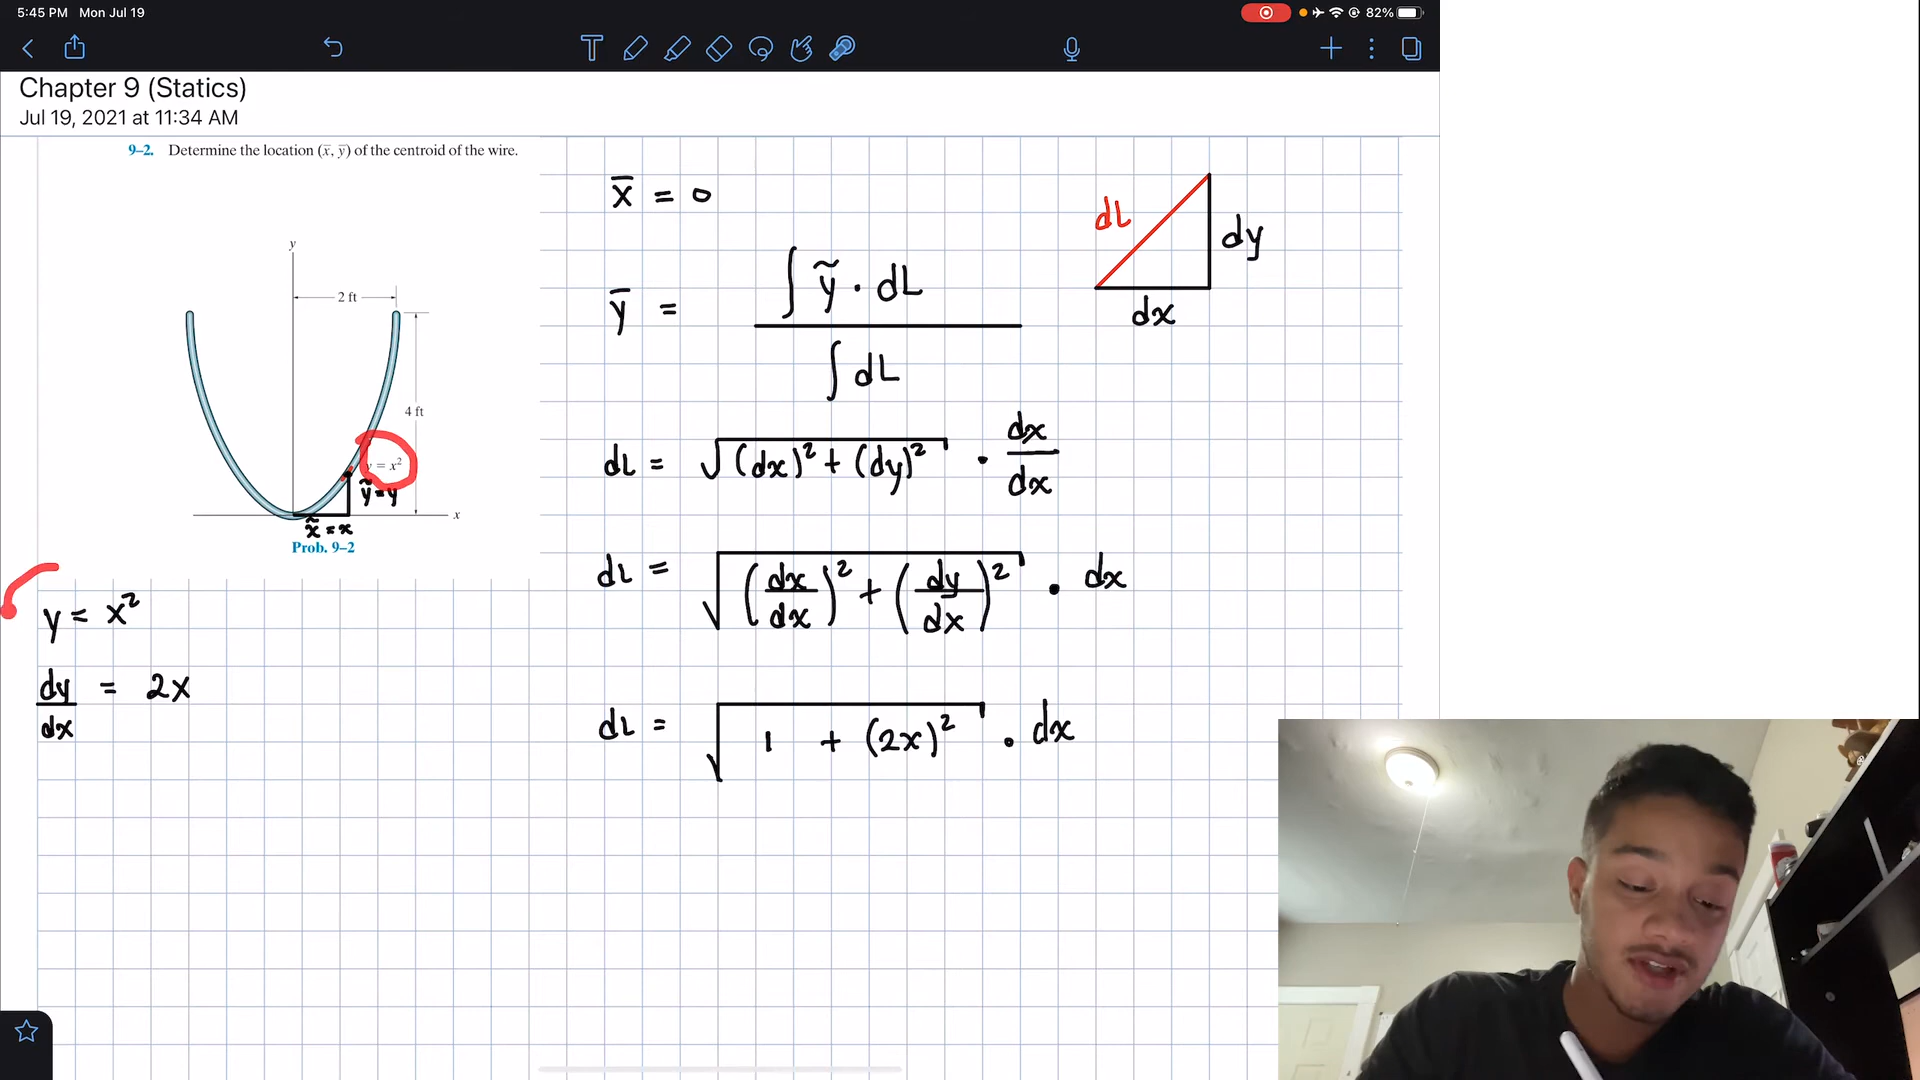 5:45 PM Mon Jul 19
82%
Chapter 9 (Statics)
Jul 19, 2021 at 11:34 AM
9–2. Determine the location (x̅, y̅) of the centroid of the wire.
y
2 ft
4 ft
y = x²
ỹ = y
x
x̃ = x
Prob. 9–2
y = x²
dy/dx = 2x
x̅ = 0
y̅ = ∫ ỹ · dL / ∫ dL
dL
dy
dx
dL = √(dx)² + (dy)² · dx/dx
dL = √(dx/dx)² + (dy/dx)² · dx
dL = √1 + (2x)² · dx